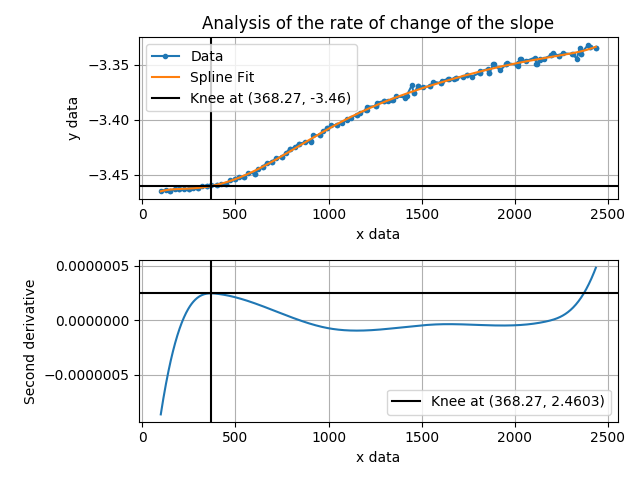 Analysis of the rate of change of the slope
y data
−3.35
−3.40
−3.45
Data
Spline Fit
Knee at (368.27, -3.46)
0 500 1000 1500 2000 2500
x data
Second derivative
0.0000005
0.0000000
−0.0000005
Knee at (368.27, 2.4603)
0 500 1000 1500 2000 2500
x data